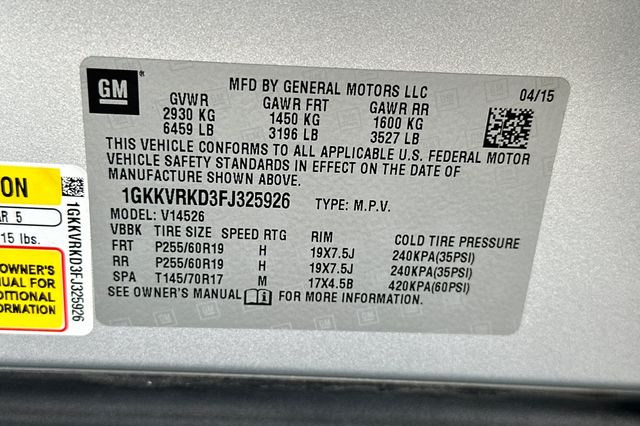 GM
MFD BY GENERAL MOTORS LLC
04/15
GVWR GAWR FRT GAWR RR
2930 KG 1450 KG 1600 KG
6459 LB 3196 LB 3527 LB
THIS VEHICLE CONFORMS TO ALL APPLICABLE U.S. FEDERAL MOTOR
VEHICLE SAFETY STANDARDS IN EFFECT ON THE DATE OF
MANUFACTURE SHOWN ABOVE.
1GKKVRKD3FJ325926 TYPE: M.P.V.
MODEL: V14526
VBBK TIRE SIZE SPEED RTG RIM COLD TIRE PRESSURE
FRT P255/60R19 H 19X7.5J 240KPA(35PSI)
RR P255/60R19 H 19X7.5J 240KPA(35PSI)
SPA T145/70R17 M 17X4.5B 420KPA(60PSI)
SEE OWNER'S MANUAL FOR MORE INFORMATION.
ON
AR 5
15 lbs.
OWNER'S
MANUAL FOR
DITIONAL
ORMATION
1GKKVRKD3FJ325926